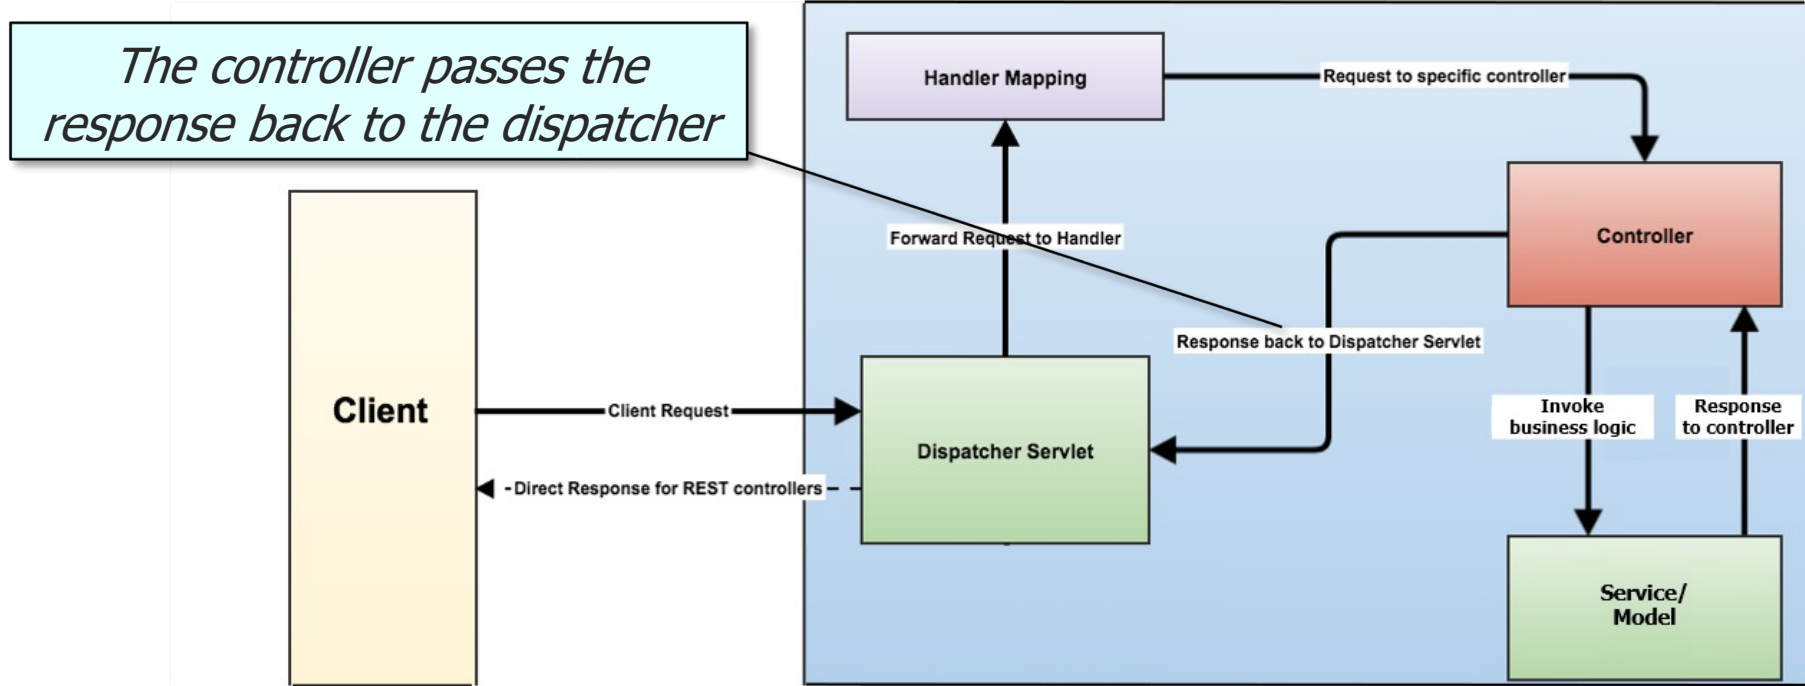 The controller passes the
response back to the dispatcher
Handler Mapping
Request to specific controller
Forward Request to Handler
Controller
Response back to Dispatcher Servlet
Client
Client Request
Dispatcher Servlet
Direct Response for REST controllers
Invoke
business logic
Response
to controller
Service/
Model